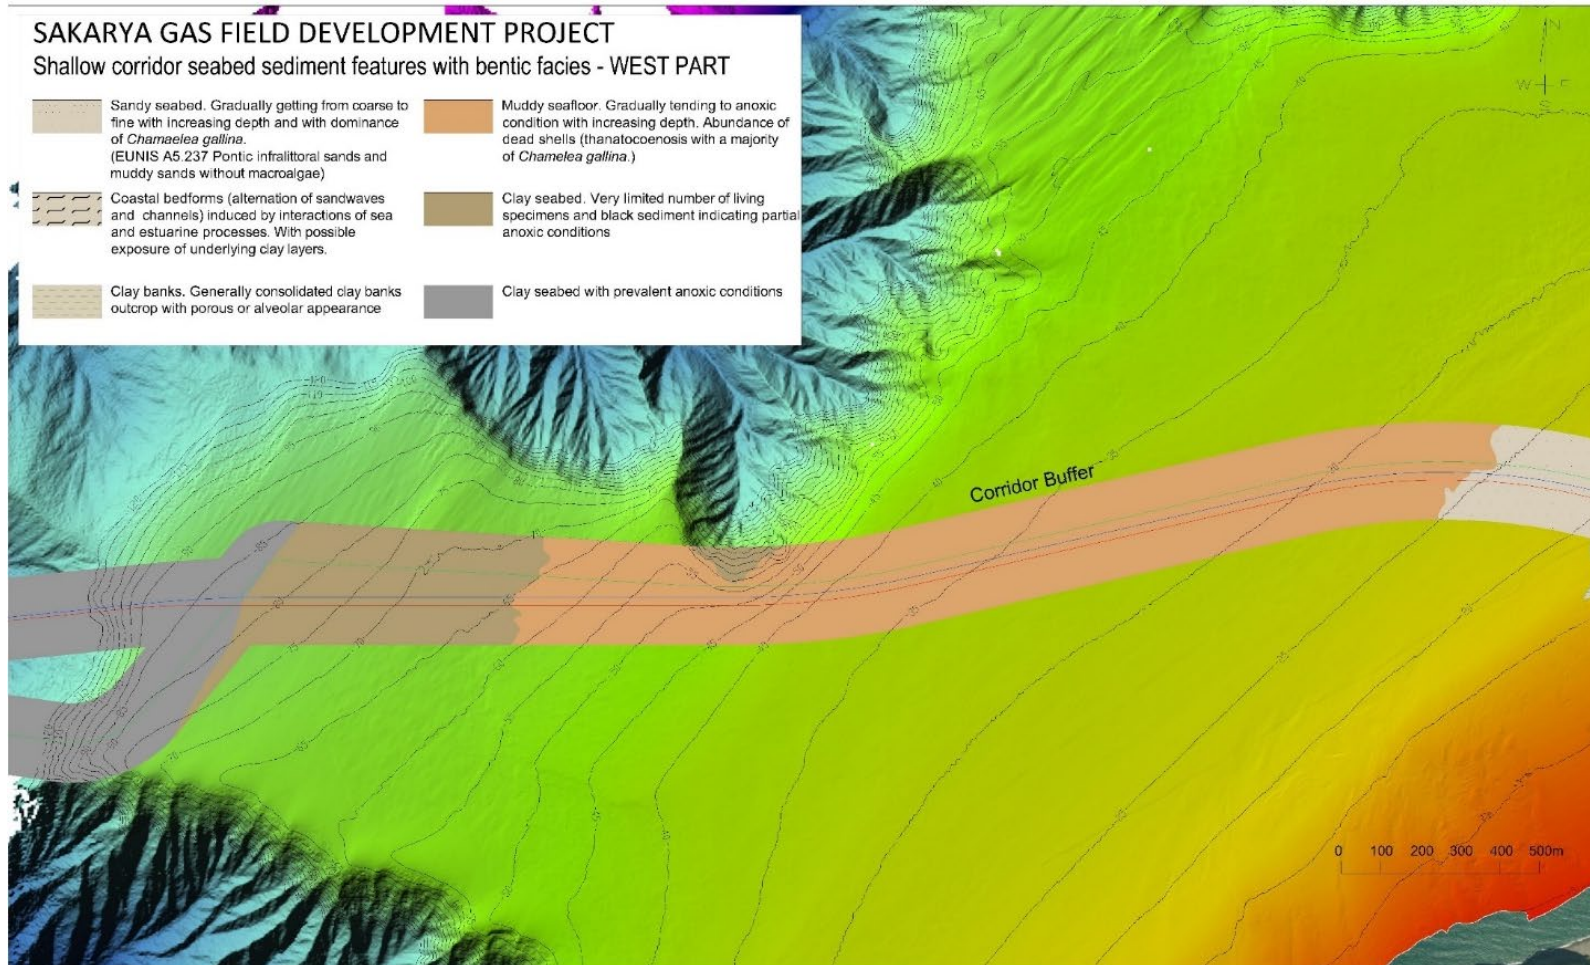 SAKARYA GAS FIELD DEVELOPMENT PROJECT
Shallow corridor seabed sediment features with bentic facies - WEST PART
Sandy seabed. Gradually getting from coarse to
fine with increasing depth and with dominance
of Chamaelea gallina.
(EUNIS A5.237 Pontic infralittoral sands and
muddy sands without macroalgae)
Coastal bedforms (alternation of sandwaves
and channels) induced by interactions of sea
and estuarine processes. With possible
exposure of underlying clay layers.
Clay banks. Generally consolidated clay banks
outcrop with porous or alveolar appearance
Muddy seafloor. Gradually tending to anoxic
condition with increasing depth. Abundance of
dead shells (thanatocoenosis with a majority
of Chamelea gallina.)
Clay seabed. Very limited number of living
specimens and black sediment indicating partial
anoxic conditions
Clay seabed with prevalent anoxic conditions
N
W E
S
Corridor Buffer
0 100 200 300 400 500m